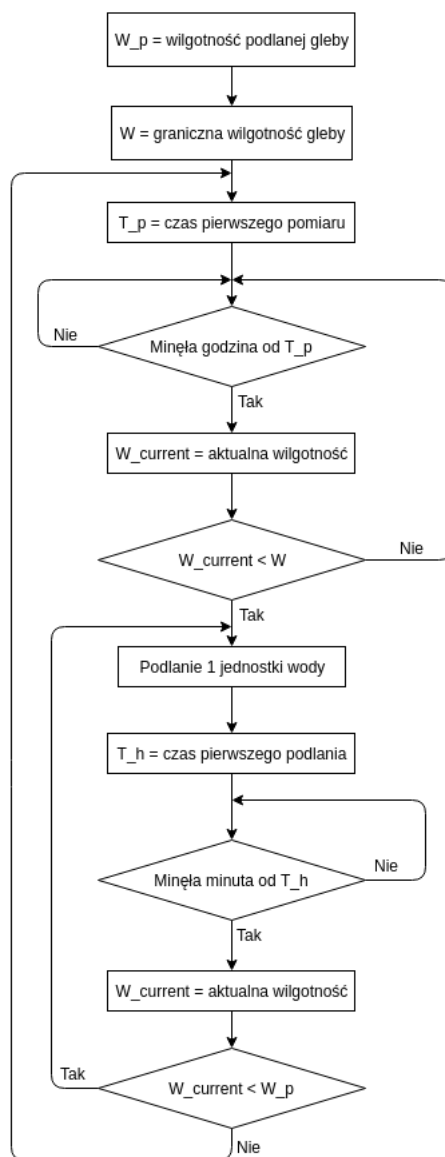 W_p = wilgotność podlanej gleby
W = graniczna wilgotność gleby
T_p = czas pierwszego pomiaru
Nie
Minęła godzina od T_p
Tak
W_current = aktualna wilgotność
W_current < W
Nie
Tak
Podlanie 1 jednostki wody
T_h = czas pierwszego podlania
Minęła minuta od T_h
Nie
Tak
W_current = aktualna wilgotność
Tak
W_current < W_p
Nie